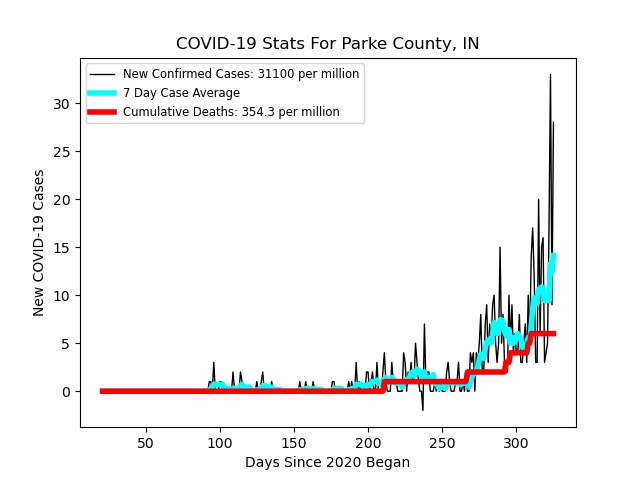 COVID-19 Stats For Parke County, IN
New Confirmed Cases: 31100 per million
7 Day Case Average
Cumulative Deaths: 354.3 per million
New COVID-19 Cases
30
25
20
15
10
5
0
50 100 150 200 250 300
Days Since 2020 Began